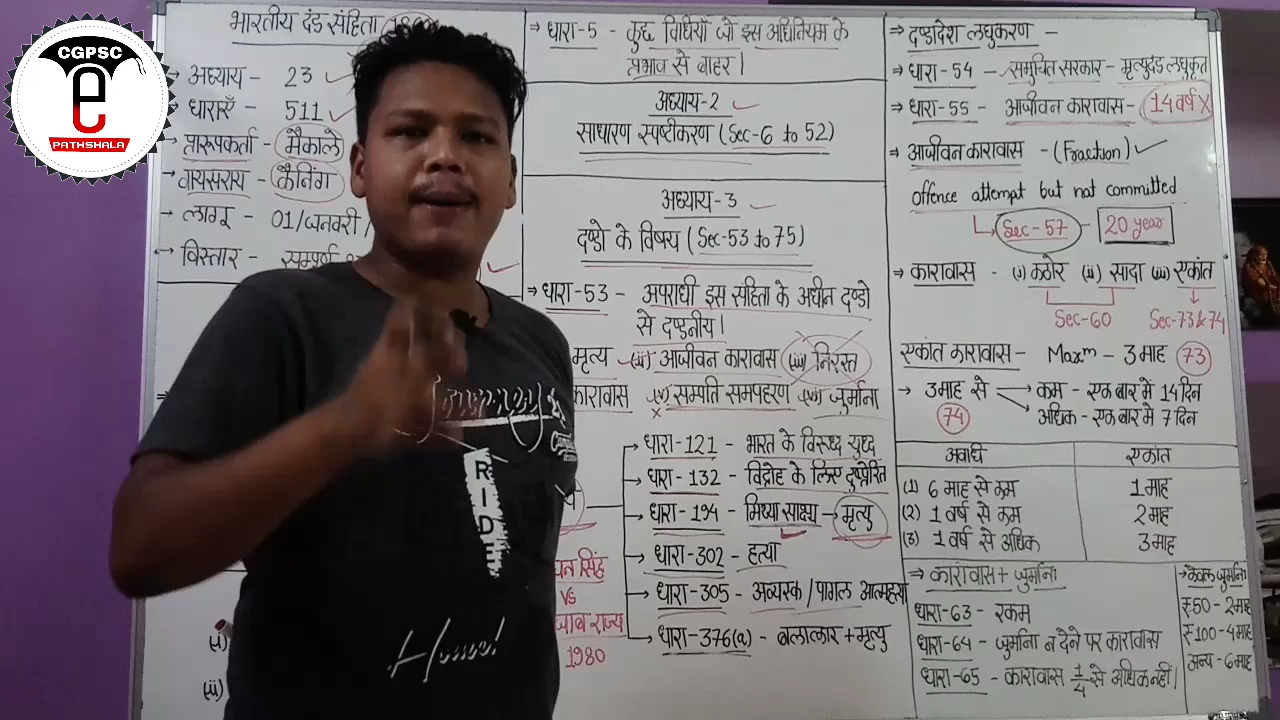 CGPSC
e
PATHSHALA
भारतीय दंड संहिता
अध्याय - 23
धाराएँ - 511
प्रारूपकर्ता - मैकाले
वायसराय - कैनिंग
लागू - 01/जनवरी/
विस्तार - सम्पूर्ण
(i)
(ii)
⇒ धारा-5 - कुछ विधियाँ जो इस अधिनियम के
प्रभाव से बाहर।
अध्याय-2
साधारण स्पष्टीकरण (Sec-6 to 52)
अध्याय-3
दण्डो के विषय (Sec-53 to 75)
⇒ धारा-53 - अपराधी इस संहिता के अधीन दण्डो
से दण्डनीय।
मृत्य (ii) आजीवन कारावास (iii) निरस्त
कारावास (v) सम्पति समपहरण (vi) जुर्माना
धारा-121 - भारत के विरुध्द युध्द
धारा-132 - विद्रोह के लिए दुष्प्रेरित
धारा-194 - मिथ्या साक्ष्य → मृत्यु
धारा-302 - हत्या
धारा-305 - अव्यस्क/पागल आत्महत्या
धारा-376(a) - बलात्कार + मृत्यु
सिंह
vs
राज्य
1980
RIDE
⇒ दण्डादेश लघुकरण -
⇒ धारा-54 - समुचित सरकार - मृत्युदंड लघुकृत
⇒ धारा-55 - आजीवन कारावास - 14 वर्ष X
⇒ आजीवन कारावास - (Fraction)
offence attempt but not committed
Sec-57 - 20 year
⇒ कारावास - (i) कठोर (ii) सादा (iii) एकांत
Sec-60 Sec-73 & 74
एकांत कारावास - Maxᵐ - 3 माह 73
→ 3 माह से कम - एक बार मे 14 दिन
74 अधिक - एक बार मे 7 दिन
अवधि एकांत
(1) 6 माह से कम 1 माह
(2) 1 वर्ष से कम 2 माह
(3) 1 वर्ष से अधिक 3 माह
⇒ कारावास + जुर्माना
धारा-63 - रकम
धारा-64 - जुर्माना न देने पर कारावास
धारा-65 - कारावास 1/4 से अधिक नहीं।
→ केवल जुर्माना
₹50 - 2 माह
₹100 - 4 माह
अन्य - 6 माह